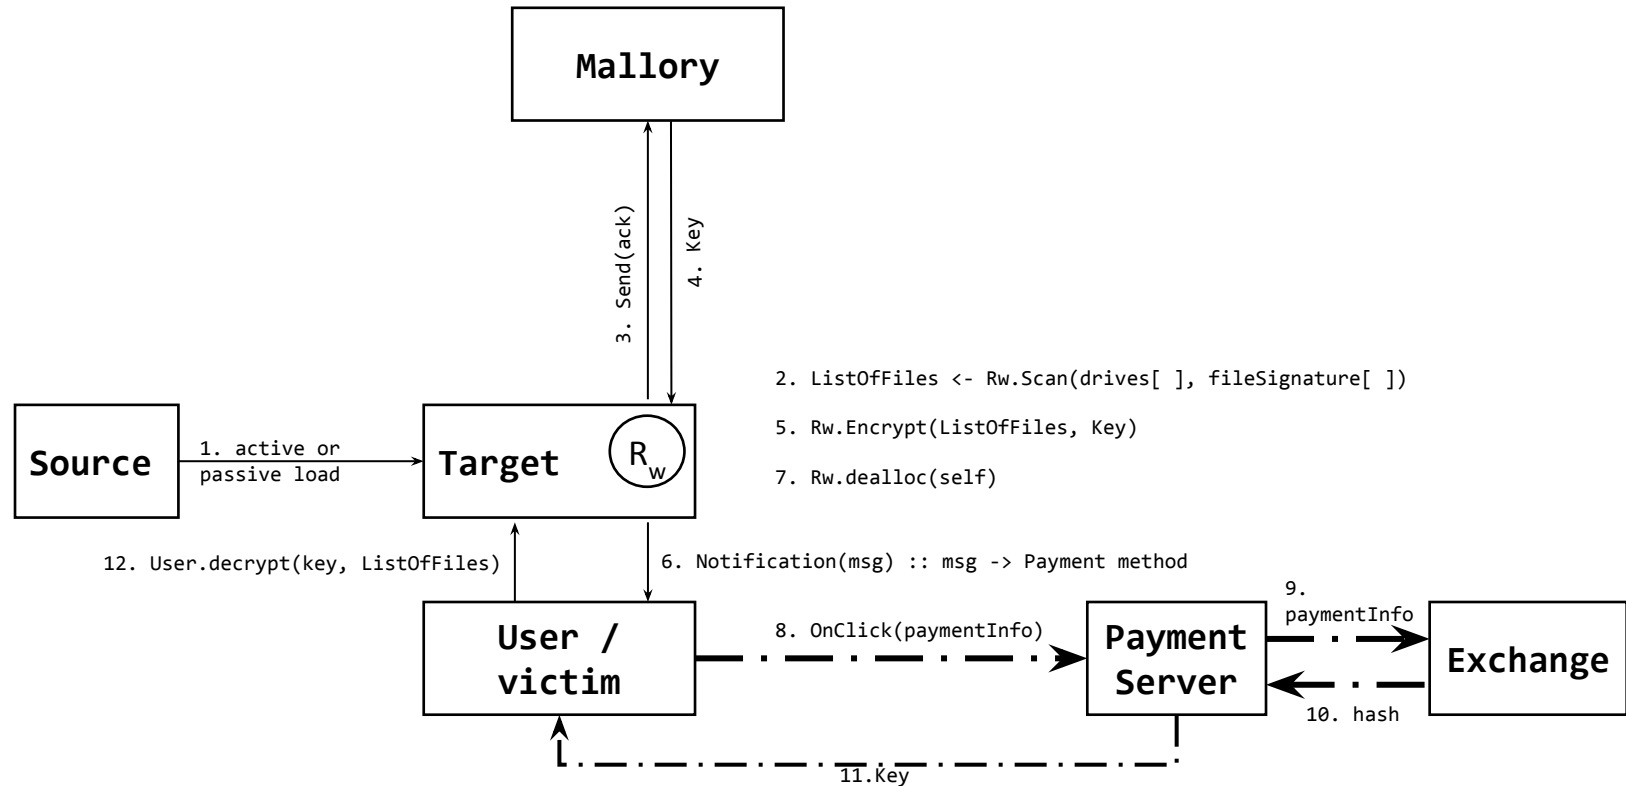 Mallory
3. Send(ack)
4. Key
2. ListOfFiles <- Rw.Scan(drives[ ], fileSignature[ ])
5. Rw.Encrypt(ListOfFiles, Key)
7. Rw.dealloc(self)
Source
1. active or
passive load
Target
Rw
12. User.decrypt(key, ListOfFiles)
6. Notification(msg) :: msg -> Payment method
User /
victim
8. OnClick(paymentInfo)
Payment
Server
9.
paymentInfo
Exchange
10. hash
11.Key